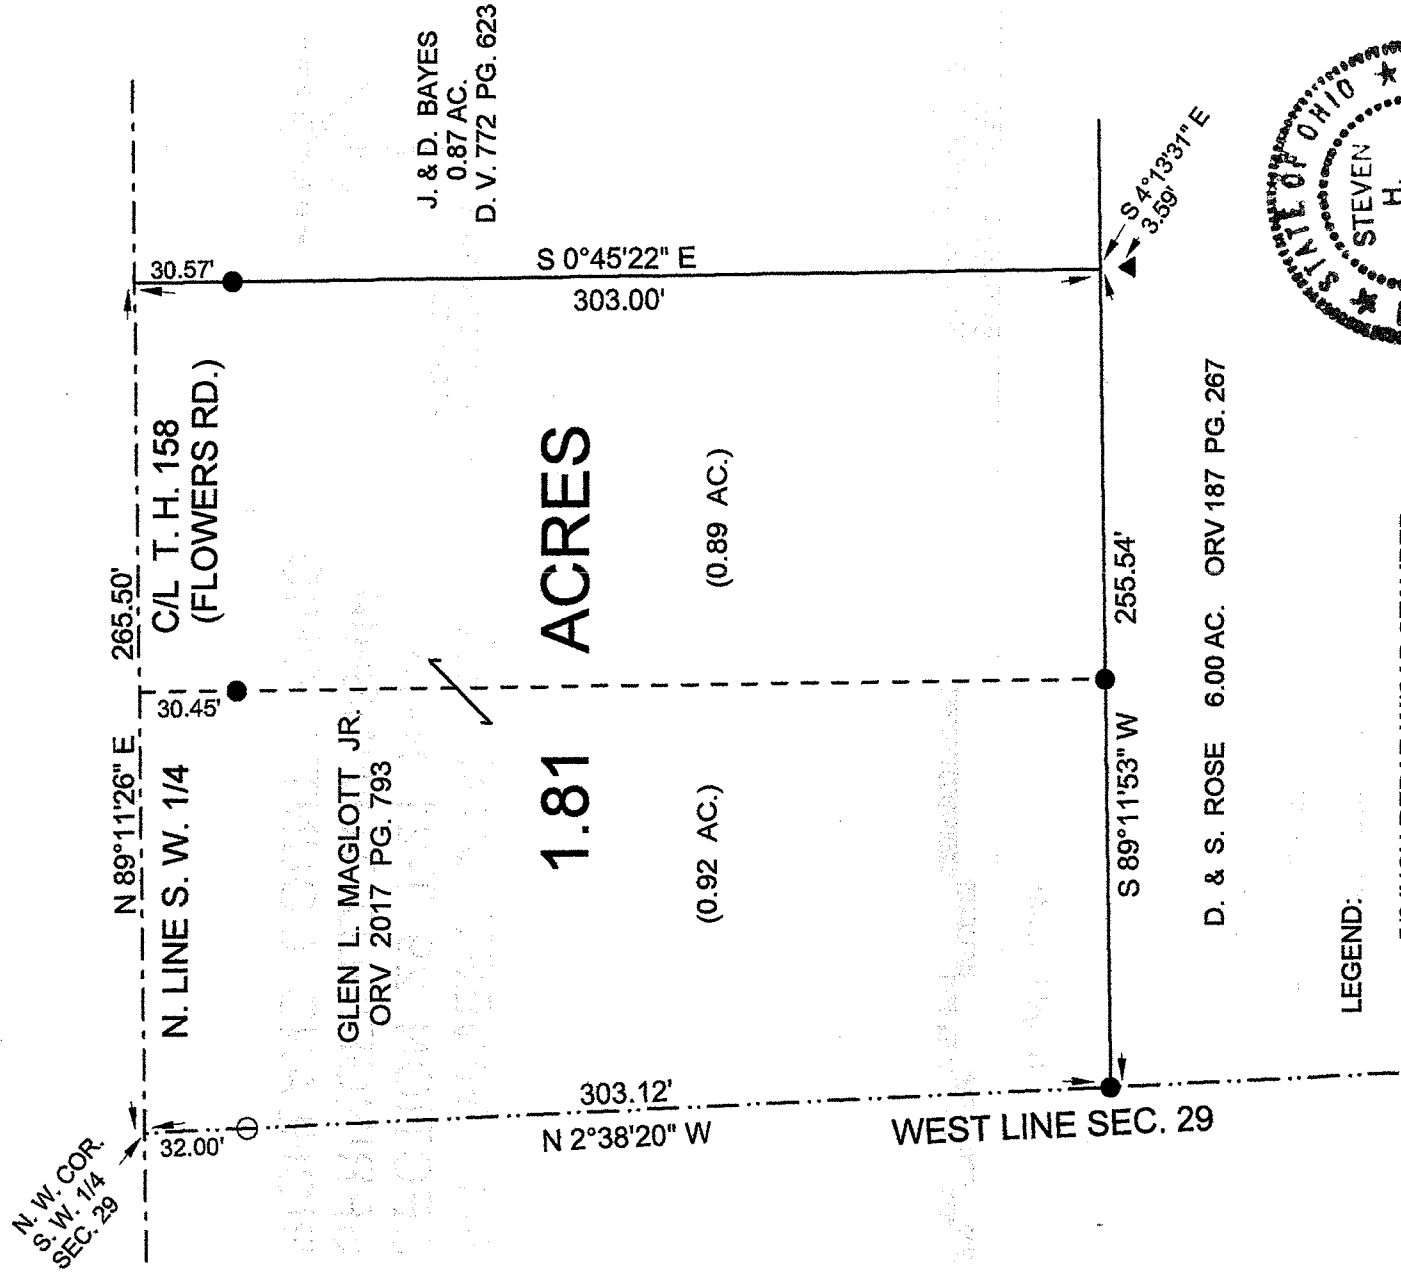 J. & D. BAYES
0.87 AC.
D. V. 772 PG. 623
N 89°11'26" E 265.50'
N. LINE S. W. 1/4 C/L T. H. 158
(FLOWERS RD.)
30.57'
30.45'
32.00'
N. W. COR.
S. W. 1/4
SEC. 29
S 0°45'22" E
303.00'
GLEN L. MAGLOTT JR.
ORV 2017 PG. 793
1.81 ACRES
(0.92 AC.) (0.89 AC.)
303.12'
N 2°38'20" W
WEST LINE SEC. 29
S 89°11'53" W 255.54'
S 4°13'31" E
3.59'
D. & S. ROSE 6.00 AC. ORV 187 PG. 267
LEGEND:
STATE OF OHIO
STEVEN
H.